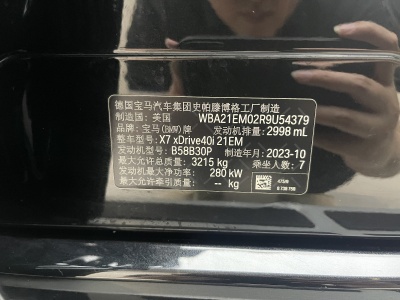 德国宝马汽车集团史帕滕博格工厂制造
制造国: 美国 WBA21EM02R9U54379
品牌: 宝马(BMW)牌 发动机排量: 2998 mL
整车型号: X7 xDrive40i 21EM
发动机型号: B58B30P 制造年月: 2023-10
最大允许总质量: 3215 kg 乘坐人数: 7
发动机最大净功率: 280 kW
最大允许牵引质量: -- kg